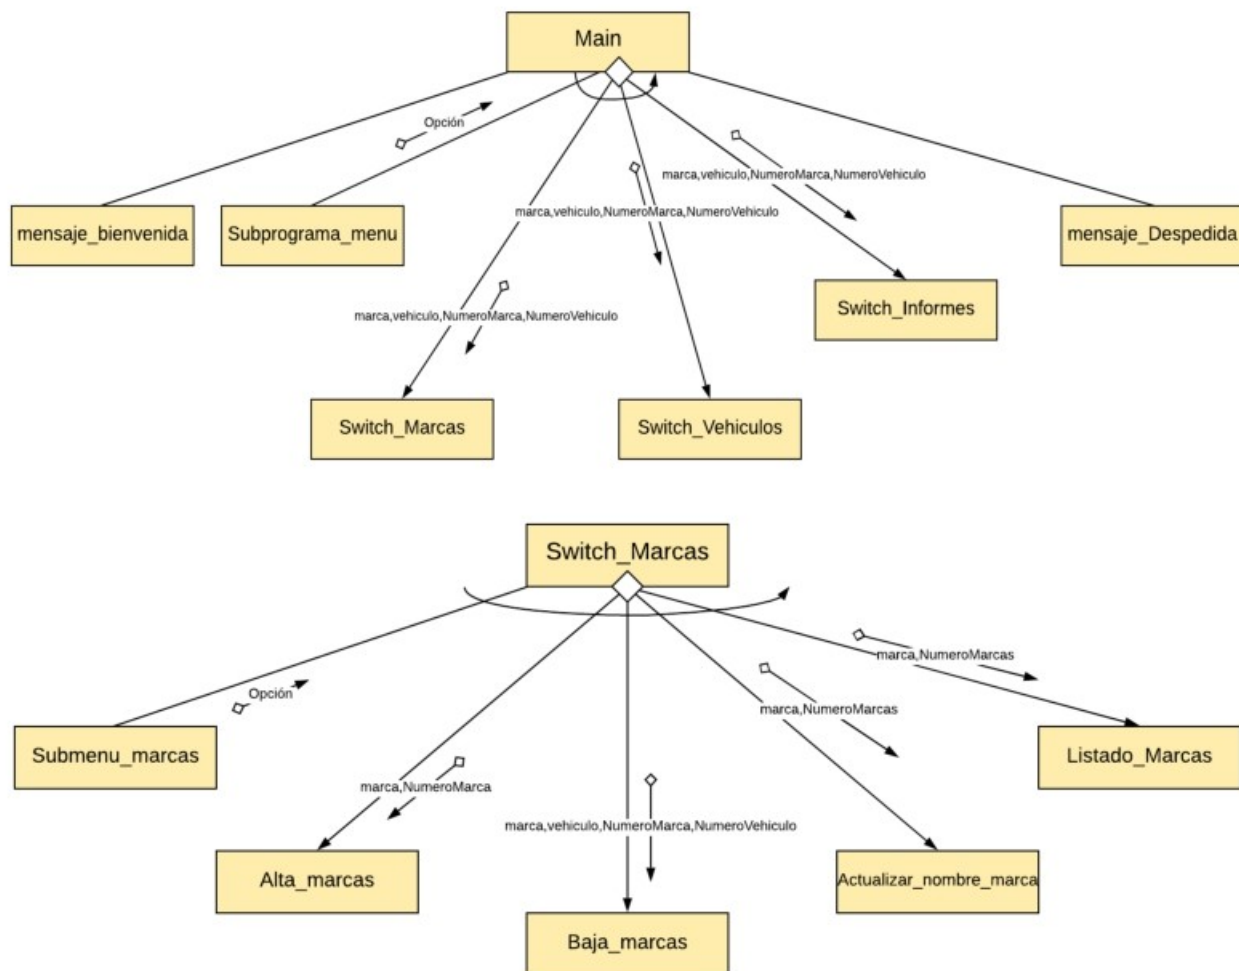 Main
Opción
marca,vehiculo,NumeroMarca,NumeroVehiculo
marca,vehiculo,NumeroMarca,NumeroVehiculo
mensaje_bienvenida
Subprograma_menu
mensaje_Despedida
Switch_Informes
marca,vehiculo,NumeroMarca,NumeroVehiculo
Switch_Marcas
Switch_Vehiculos
Switch_Marcas
marca,NumeroMarcas
Opción
marca,NumeroMarcas
Submenu_marcas
Listado_Marcas
marca,NumeroMarca
marca,vehiculo,NumeroMarca,NumeroVehiculo
Alta_marcas
Actualizar_nombre_marca
Baja_marcas